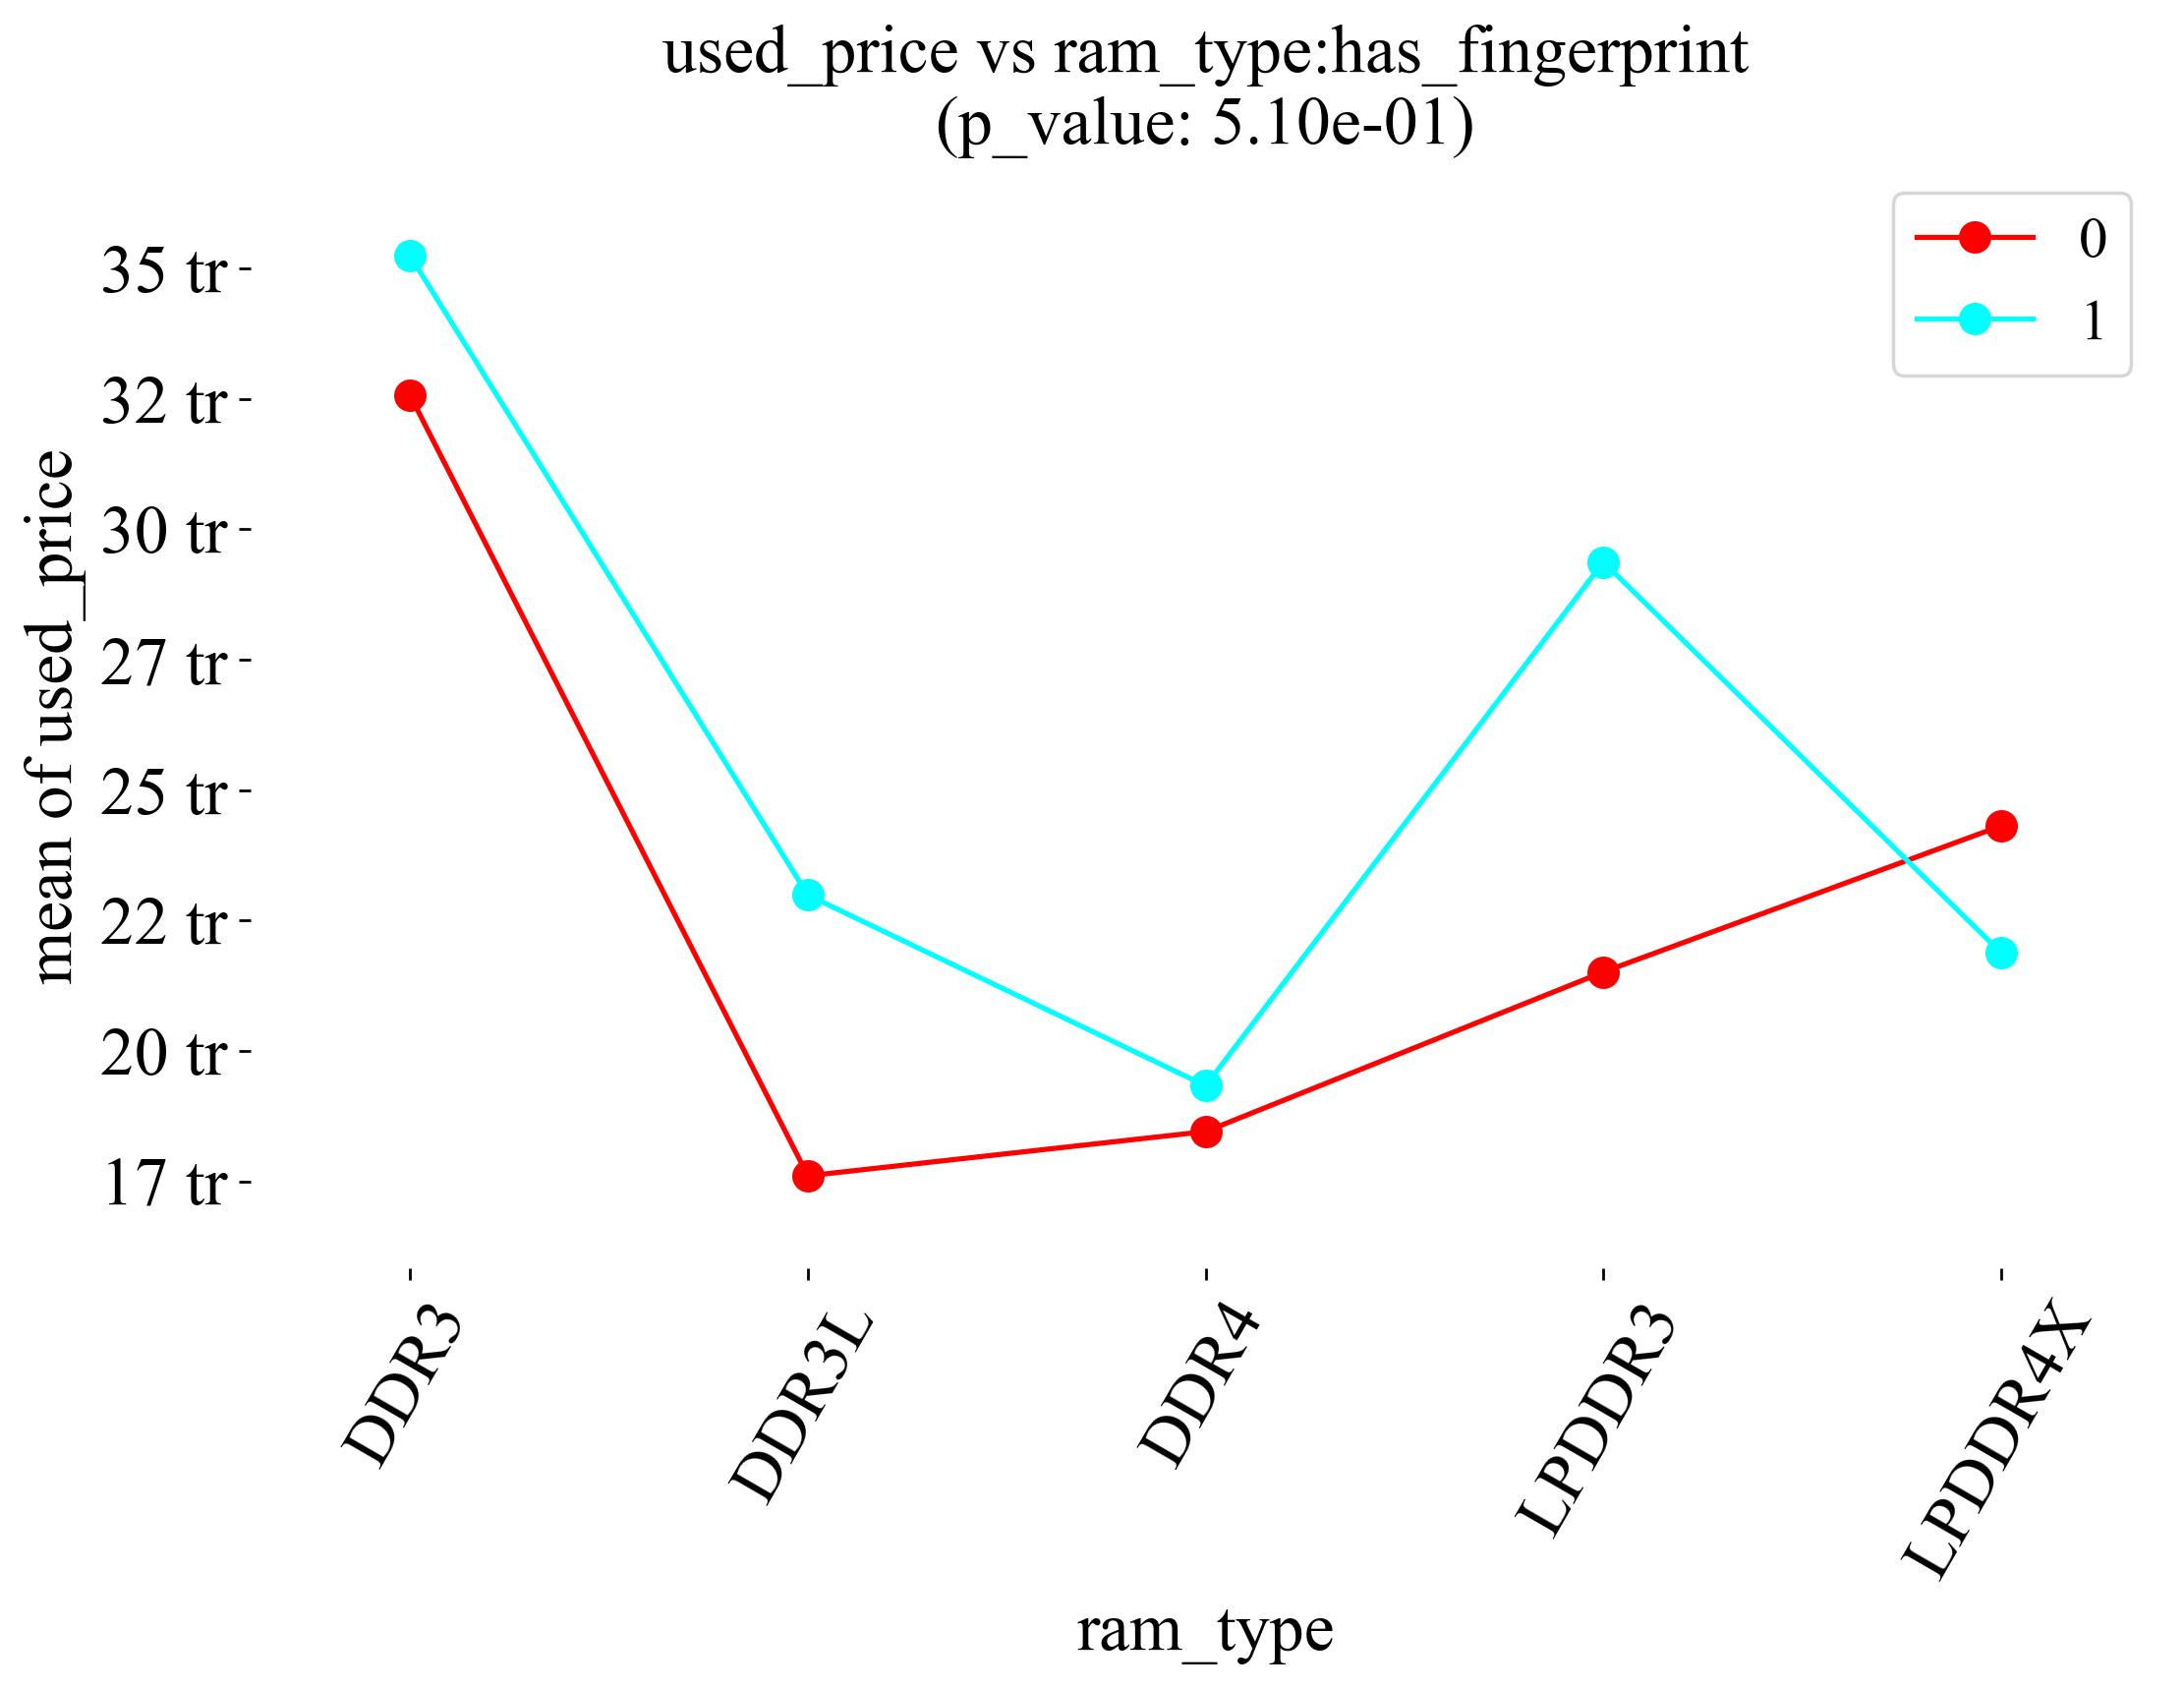 used_price vs ram_type:has_fingerprint
(p_value: 5.10e-01)
0
1
35 tr
32 tr
30 tr
27 tr
25 tr
22 tr
20 tr
17 tr
mean of used_price
DDR3
DDR3L
DDR4
LPDDR3
LPDDR4X
ram_type